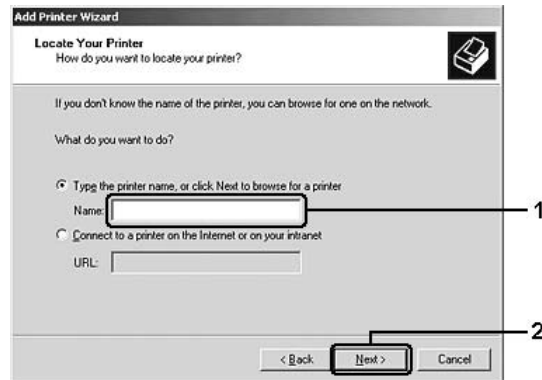 Add Printer Wizard
Locate Your Printer
How do you want to locate your printer?
If you don't know the name of the printer, you can browse for one on the network.
What do you want to do?
Type the printer name, or click Next to browse for a printer
Name:
1
Connect to a printer on the Internet or on your intranet
URL:
2
< Back
Next >
Cancel